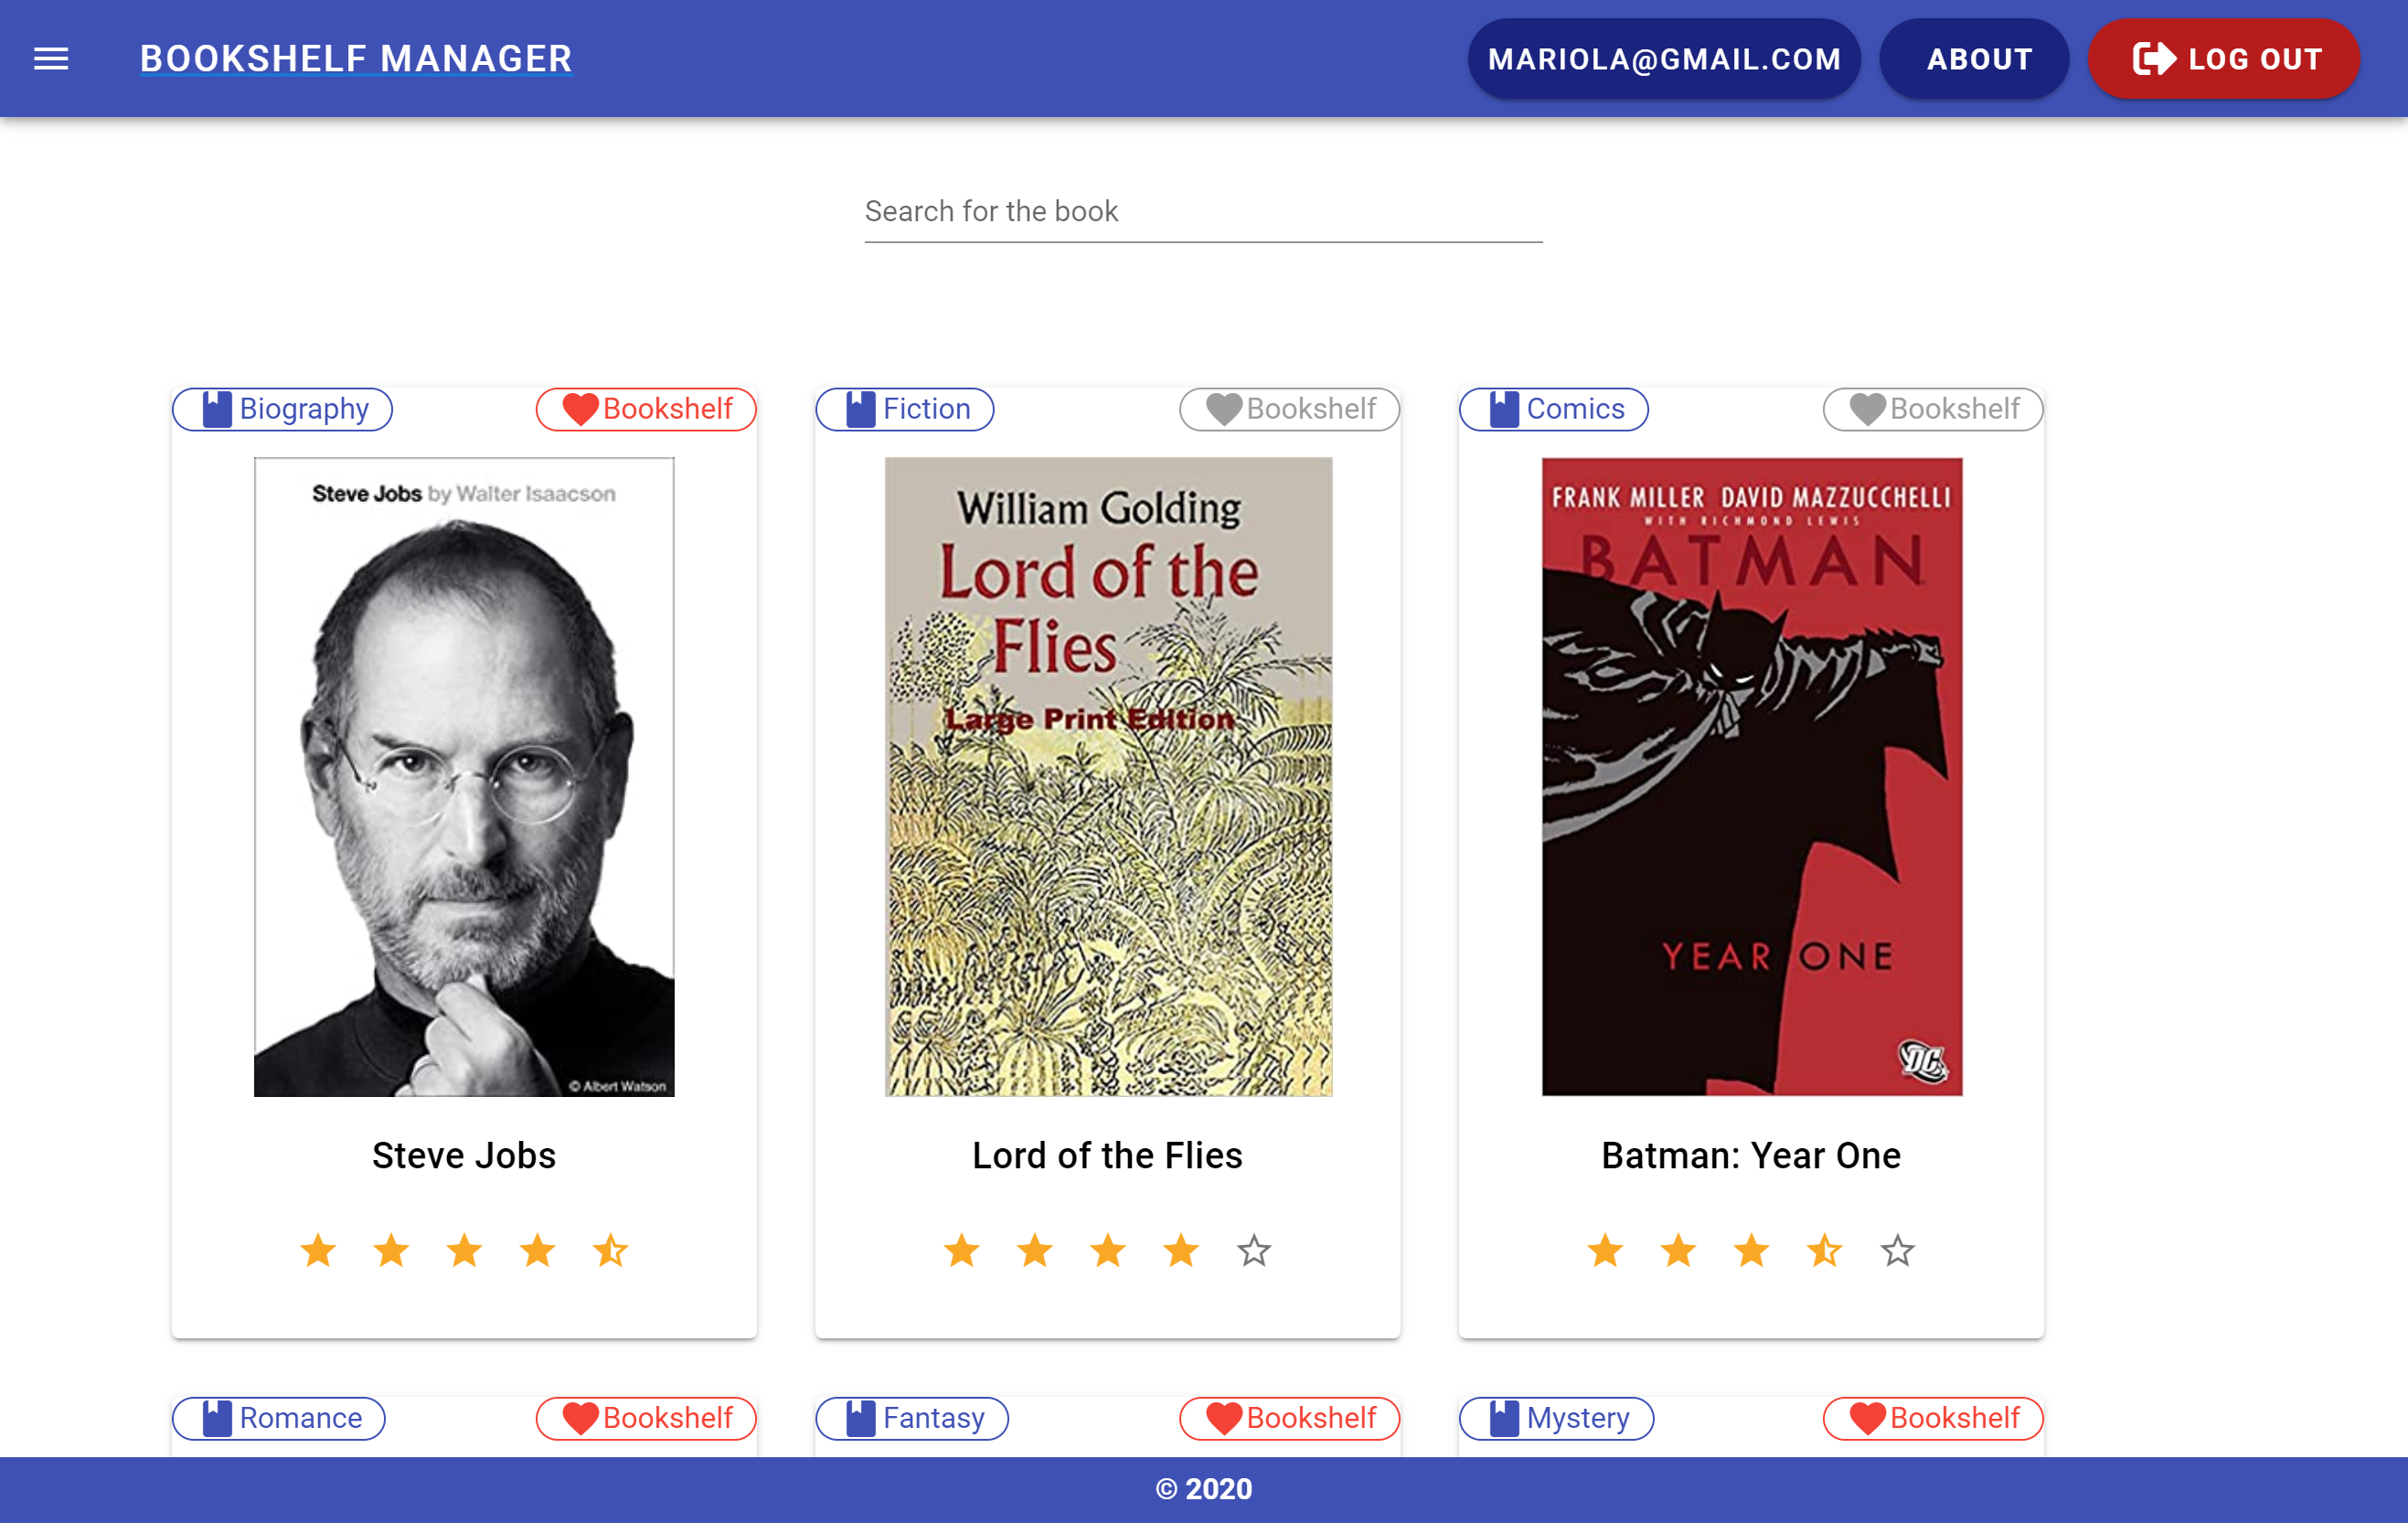 BOOKSHELF MANAGER
MARIOLA@GMAIL.COM
ABOUT
LOG OUT
Search for the book
Biography
Bookshelf
Fiction
Bookshelf
Comics
Bookshelf
Steve Jobs by Walter Isaacson
© Albert Watson
William Golding
Lord of the
Flies
Large Print Edition
FRANK MILLER DAVID MAZZUCCHELLI
WITH RICHMOND LEWIS
BATMAN
YEAR ONE
DC
Steve Jobs
Lord of the Flies
Batman: Year One
Romance
Bookshelf
Fantasy
Bookshelf
Mystery
Bookshelf
© 2020